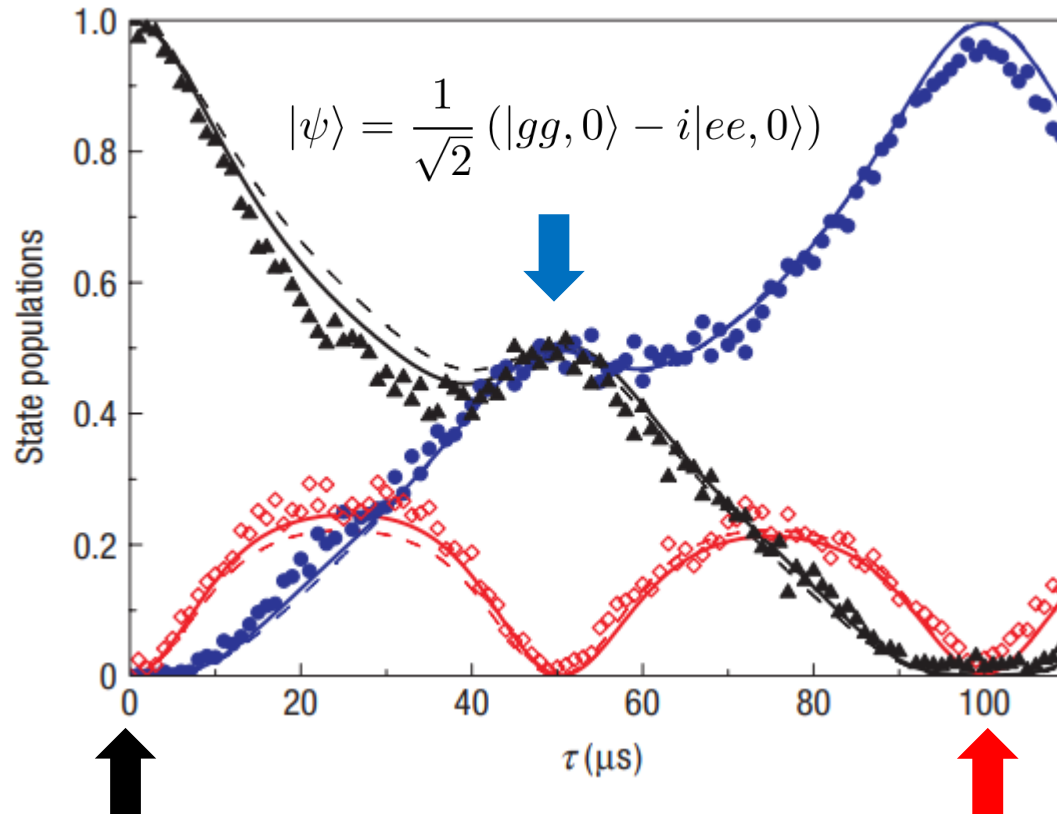 1.0
|ψ⟩ = 1/√2 (|gg, 0⟩ − i|ee, 0⟩)
0.8
0.6
0.4
0.2
0
State populations
0 20 40 60 80 100
τ (μs)